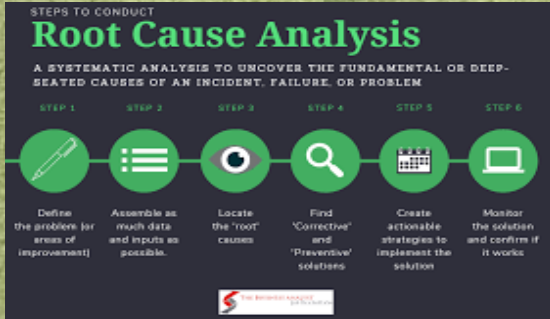 STEPS TO CONDUCT
Root Cause Analysis
A SYSTEMATIC ANALYSIS TO UNCOVER THE FUNDAMENTAL OR DEEP-
SEATED CAUSES OF AN INCIDENT, FAILURE, OR PROBLEM
STEP 1
STEP 2
STEP 3
STEP 4
STEP 5
STEP 6
Define
the problem (or
areas of
improvement)
Assemble as
much data
and inputs as
possible.
Locate
the "root"
causes
Find
'Corrective'
and
'Preventive'
solutions
Create
actionable
strategies to
implement the
solution
Monitor
the solution
and confirm if
it works
THE BUSINESS ANALYST